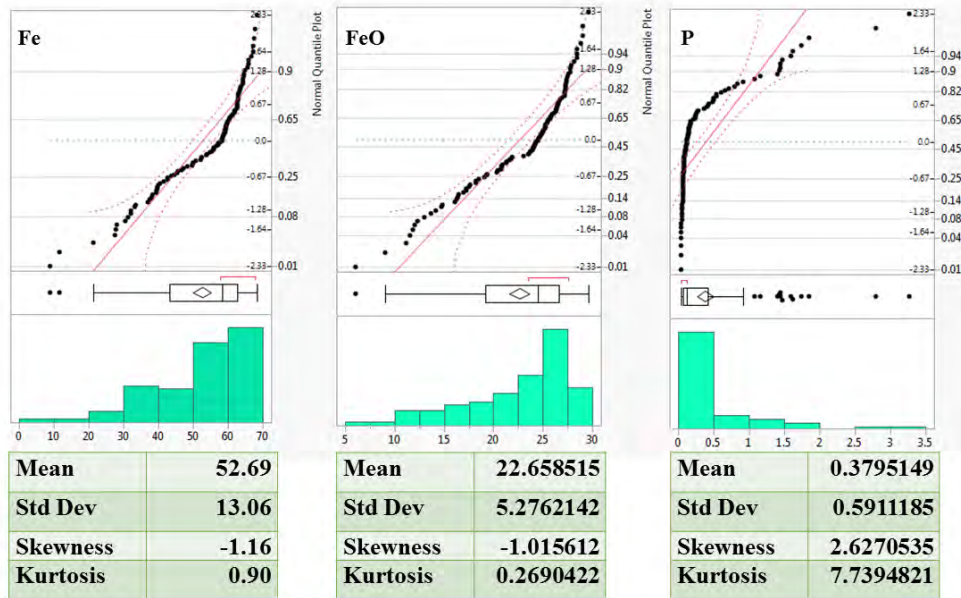 Fe
2.33
1.64
1.28
0.9
0.67
0.65
0.0
0.45
-0.67
0.25
-1.28
0.08
-1.64
-2.33
0.01
0 10 20 30 40 50 60 70
Mean 52.69
Std Dev 13.06
Skewness -1.16
Kurtosis 0.90
Normal Quantile Plot
FeO
2.33
1.64
0.94
1.28
0.9
0.82
0.67
0.65
0.0
0.45
-0.67
0.25
0.14
-1.28
0.08
-1.64
0.04
-2.33
0.01
5 10 15 20 25 30
Mean 22.658515
Std Dev 5.2762142
Skewness -1.015612
Kurtosis 0.2690422
Normal Quantile Plot
P
2.33
1.64
0.94
1.28
0.9
0.82
0.67
0.65
0.0
0.45
-0.67
0.25
0.14
-1.28
0.08
-1.64
0.04
-2.33
0.01
0 0.5 1 1.5 2 2.5 3 3.5
Mean 0.3795149
Std Dev 0.5911185
Skewness 2.6270535
Kurtosis 7.7394821